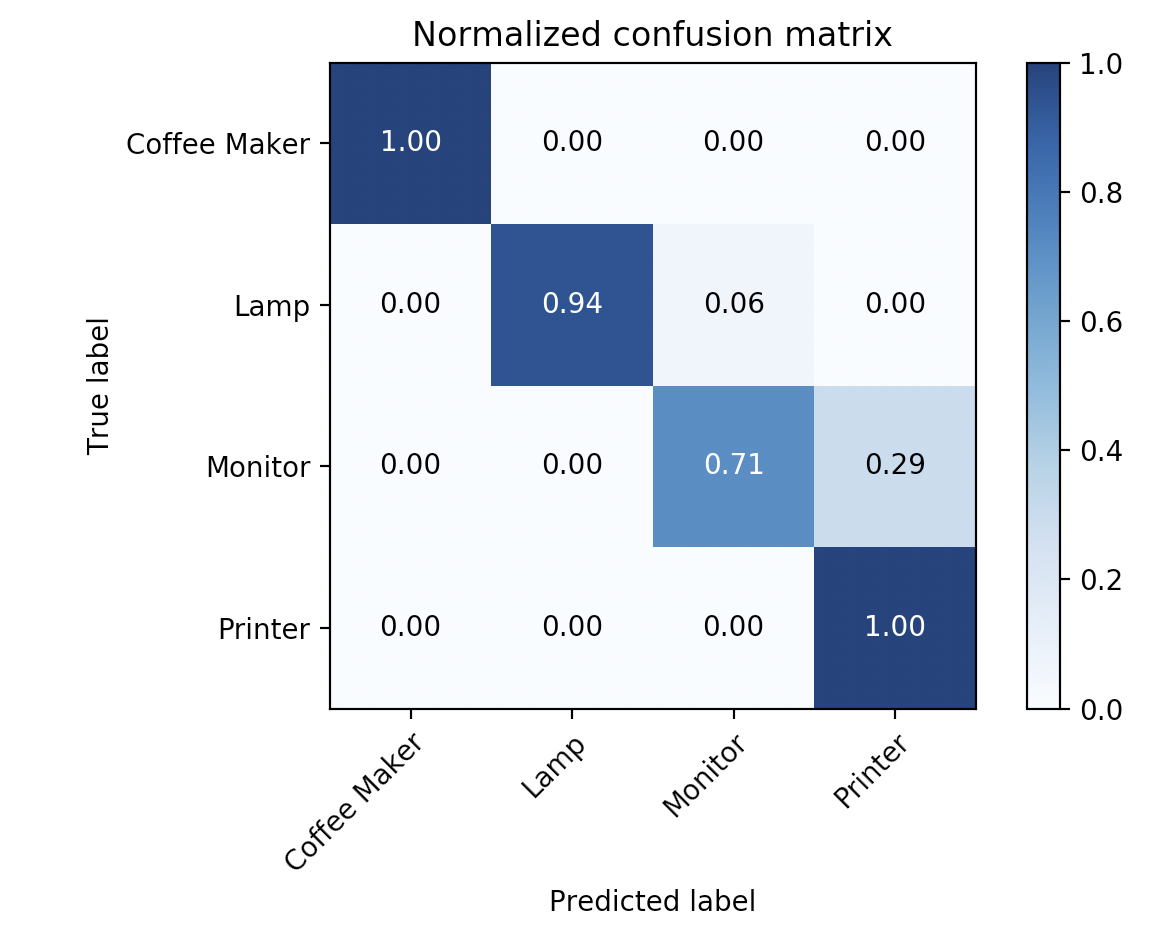 Normalized confusion matrix
Coffee Maker 1.00 0.00 0.00 0.00
Lamp 0.00 0.94 0.06 0.00
Monitor 0.00 0.00 0.71 0.29
Printer 0.00 0.00 0.00 1.00
True label
Coffee Maker Lamp Monitor Printer
Predicted label
1.0
0.8
0.6
0.4
0.2
0.0